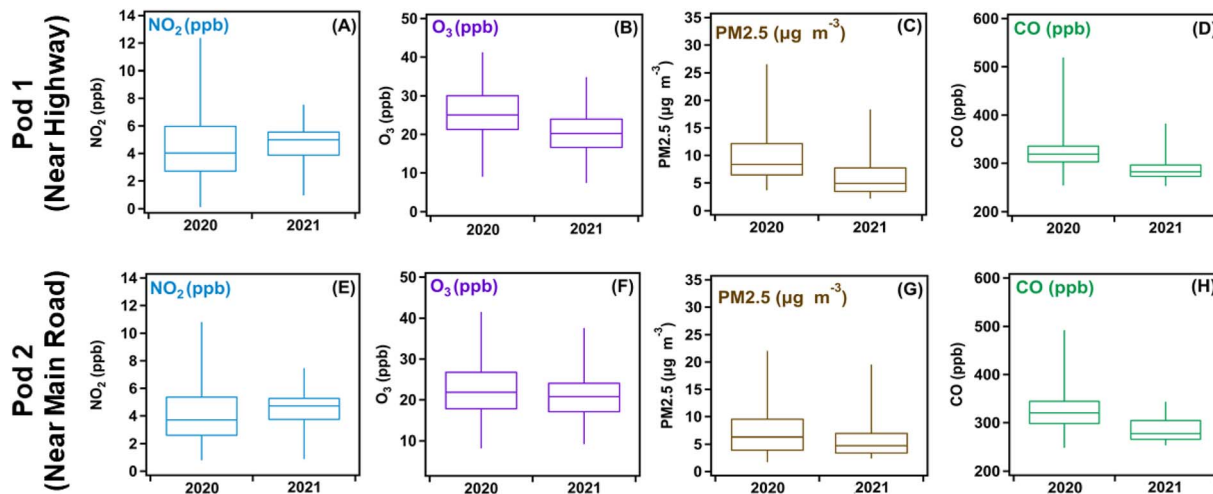 Pod 1
(Near Highway)
NO₂ (ppb)
(A)
NO₂ (ppb)
14
12
10
8
6
4
2
0
2020
2021
O₃ (ppb)
(B)
O₃ (ppb)
50
40
30
20
10
0
2020
2021
PM2.5 (µg m⁻³)
(C)
PM2.5 (µg m⁻³)
35
30
25
20
15
10
5
0
2020
2021
CO (ppb)
(D)
CO (ppb)
600
500
400
300
200
2020
2021
Pod 2
(Near Main Road)
NO₂ (ppb)
(E)
NO₂ (ppb)
14
12
10
8
6
4
2
0
2020
2021
O₃ (ppb)
(F)
O₃ (ppb)
50
40
30
20
10
2020
2021
PM2.5 (µg m⁻³)
(G)
PM2.5 (µg m⁻³)
35
30
25
20
15
10
5
0
2020
2021
CO (ppb)
(H)
CO (ppb)
600
500
400
300
200
2020
2021